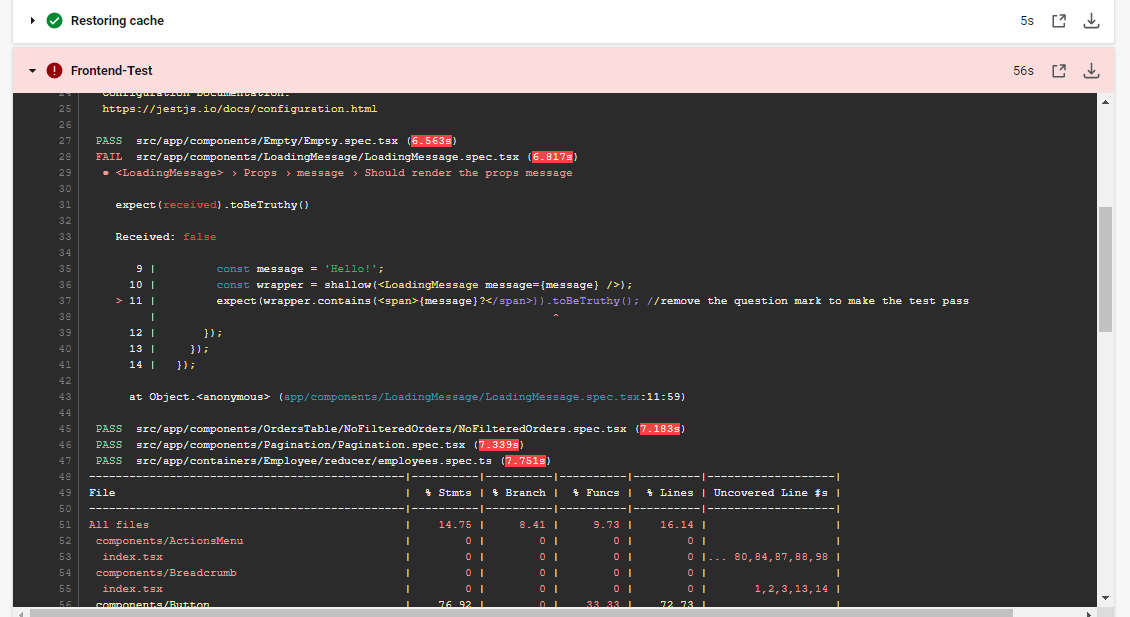 Restoring cache 5s
Frontend-Test 56s
24 Configuration Documentation:
25 https://jestjs.io/docs/configuration.html
26
27 PASS src/app/components/Empty/Empty.spec.tsx (6.563s)
28 FAIL src/app/components/LoadingMessage/LoadingMessage.spec.tsx (6.817s)
29 ● <LoadingMessage> › Props › message › Should render the props message
30
31 expect(received).toBeTruthy()
32
33 Received: false
34
35 9 | const message = 'Hello!';
36 10 | const wrapper = shallow(<LoadingMessage message={message} />);
37 > 11 | expect(wrapper.contains(<span>{message}?</span>)).toBeTruthy(); //remove the question mark to make the test pass
38 | ^
39 12 | });
40 13 | });
41 14 | });
42
43 at Object.<anonymous> (app/components/LoadingMessage/LoadingMessage.spec.tsx:11:59)
44
45 PASS src/app/components/OrdersTable/NoFilteredOrders/NoFilteredOrders.spec.tsx (7.183s)
46 PASS src/app/components/Pagination/Pagination.spec.tsx (7.339s)
47 PASS src/app/containers/Employee/reducer/employees.spec.ts (7.751s)
48 -----------------------------------------------|----------|----------|----------|----------|-------------------|
49 File | % Stmts | % Branch | % Funcs | % Lines | Uncovered Line #s |
50 -----------------------------------------------|----------|----------|----------|----------|-------------------|
51 All files | 14.75 | 8.41 | 9.73 | 16.14 | |
52 components/ActionsMenu | 0 | 0 | 0 | 0 | |
53 index.tsx | 0 | 0 | 0 | 0 |... 80,84,87,88,98 |
54 components/Breadcrumb | 0 | 0 | 0 | 0 | |
55 index.tsx | 0 | 0 | 0 | 0 | 1,2,3,13,14 |
56 components/Button | 76.92 | 0 | 33.33 | 72.73 | |